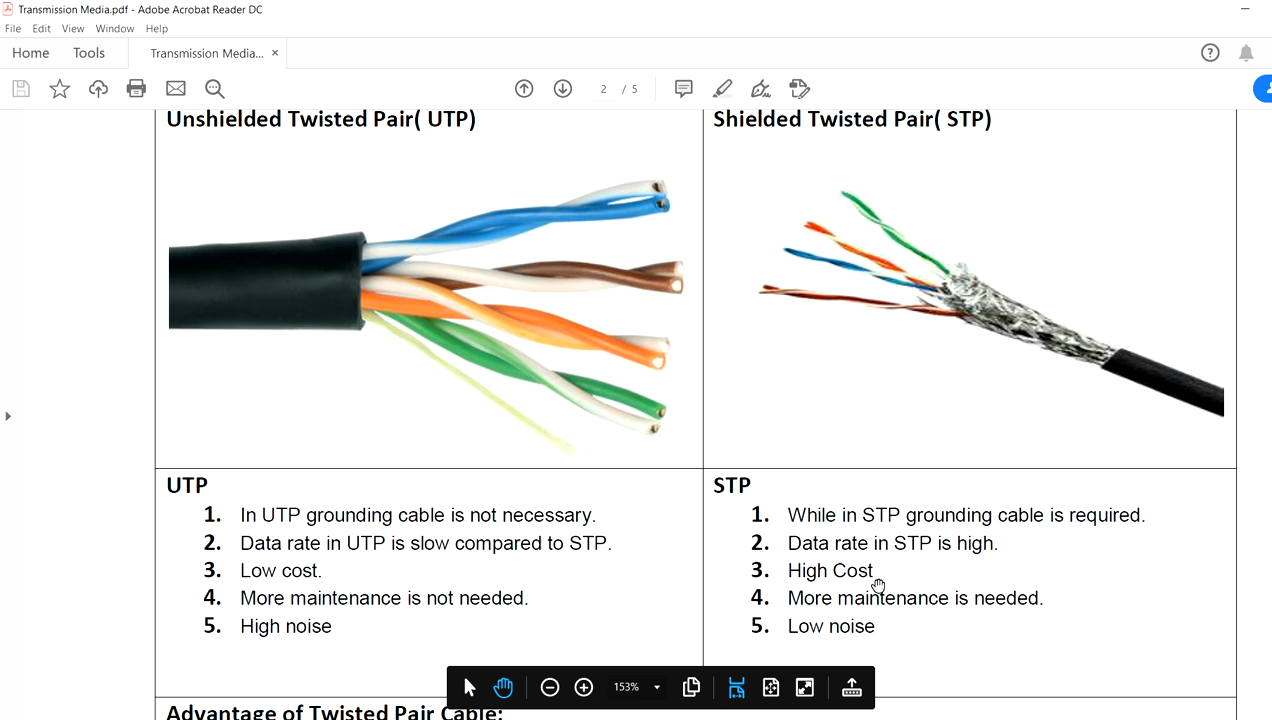 Transmission Media.pdf - Adobe Acrobat Reader DC
File Edit View Window Help
Home Tools Transmission Media... ×
2 / 5
Unshielded Twisted Pair( UTP)
Shielded Twisted Pair( STP)
UTP
1. In UTP grounding cable is not necessary.
2. Data rate in UTP is slow compared to STP.
3. Low cost.
4. More maintenance is not needed.
5. High noise
STP
1. While in STP grounding cable is required.
2. Data rate in STP is high.
3. High Cost
4. More maintenance is needed.
5. Low noise
153%
Advantage of Twisted Pair Cable: